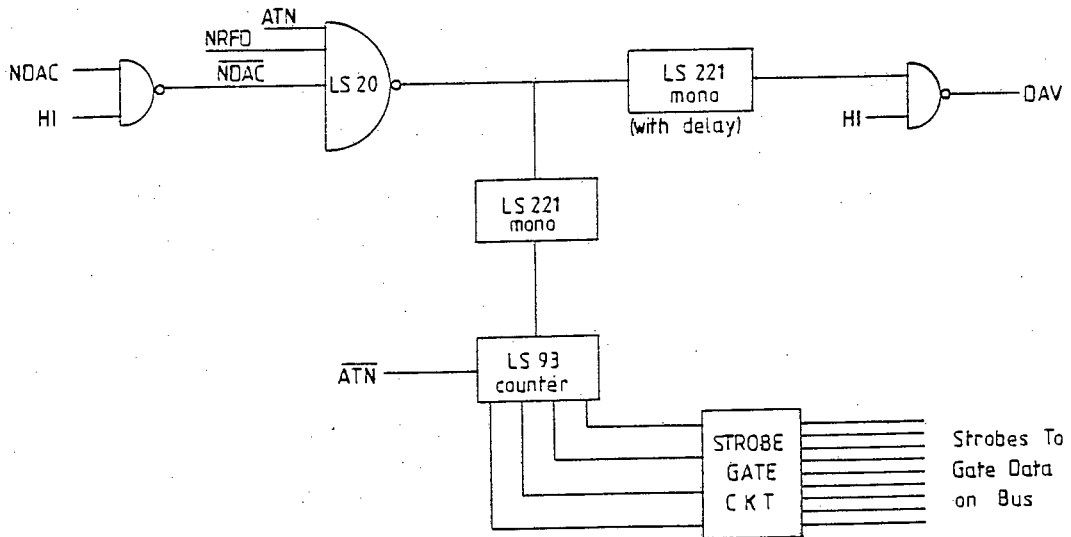 ATN
NRFD
NDAC
NDAC
HI
LS 20
LS 221
mono
(with delay)
HI
DAV
LS 221
mono
ATN
LS 93
counter
STROBE
GATE
CKT
Strobes To
Gate Data
on Bus